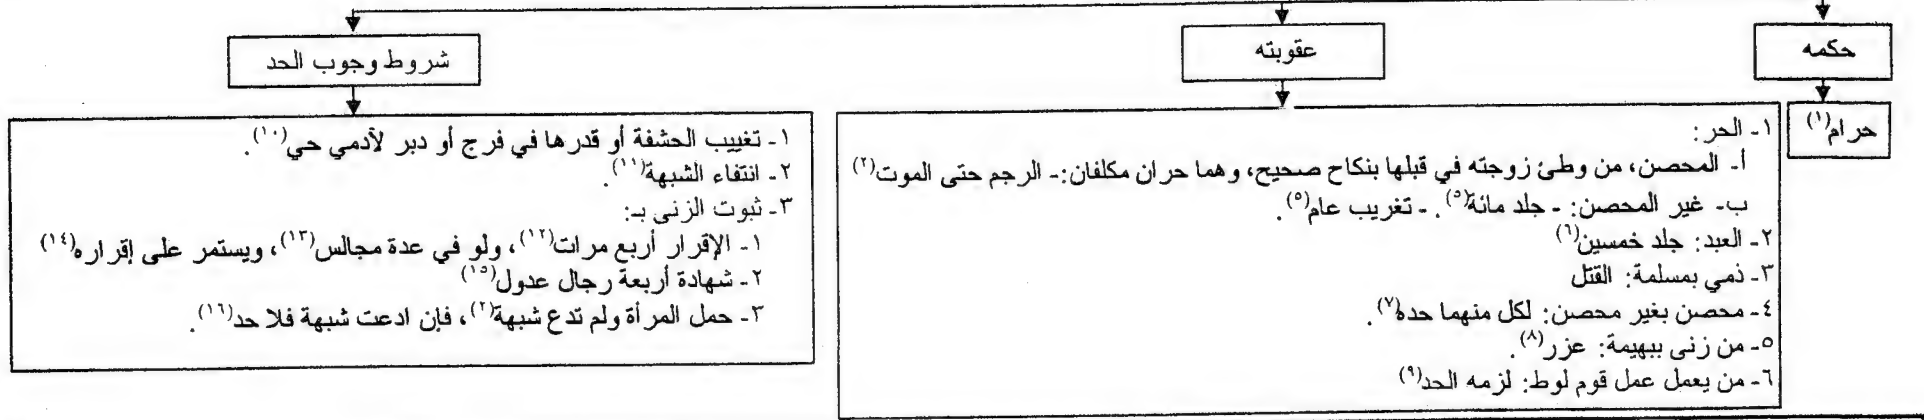 حكمه
حرام(١)
عقوبته
١- الحر:
أ- المحصن، من وطئ زوجته في قبلها بنكاح صحيح، وهما حران مكلفان:- الرجم حتى الموت(٢)
ب- غير المحصن: - جلد مائة(٥). - تغريب عام(٥).
٢- العبد: جلد خمسين(٦)
٣- ذمي بمسلمة: القتل
٤- محصن بغير محصن: لكل منهما حده(٧).
٥- من زنى ببهيمة: عزر(٨).
٦- من يعمل عمل قوم لوط: لزمه الحد(٩)
شروط وجوب الحد
١- تغييب الحشفة أو قدرها في فرج أو دبر لآدمي حي(١٠).
٢- انتفاء الشبهة(١١).
٣- ثبوت الزنى بـ:
١- الإقرار أربع مرات(١٢)، ولو في عدة مجالس(١٣)، ويستمر على إقراره(١٤)
٢- شهادة أربعة رجال عدول(١٥)
٣- حمل المرأة ولم تدع شبهة(٢)، فإن ادعت شبهة فلا حد(١٦).